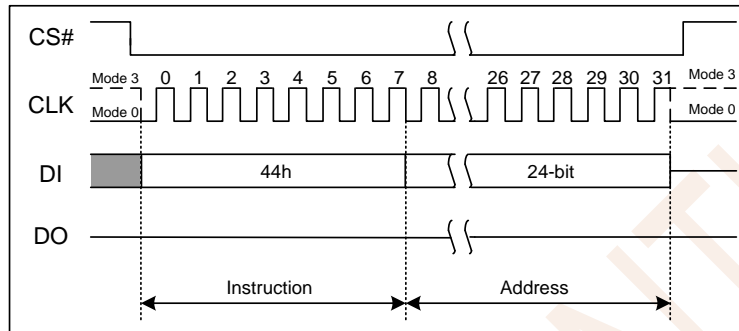 CS#
Mode 3 0 1 2 3 4 5 6 7 8 26 27 28 29 30 31 Mode 3
CLK
Mode 0 Mode 0
DI 44h 24-bit
DO
Instruction Address